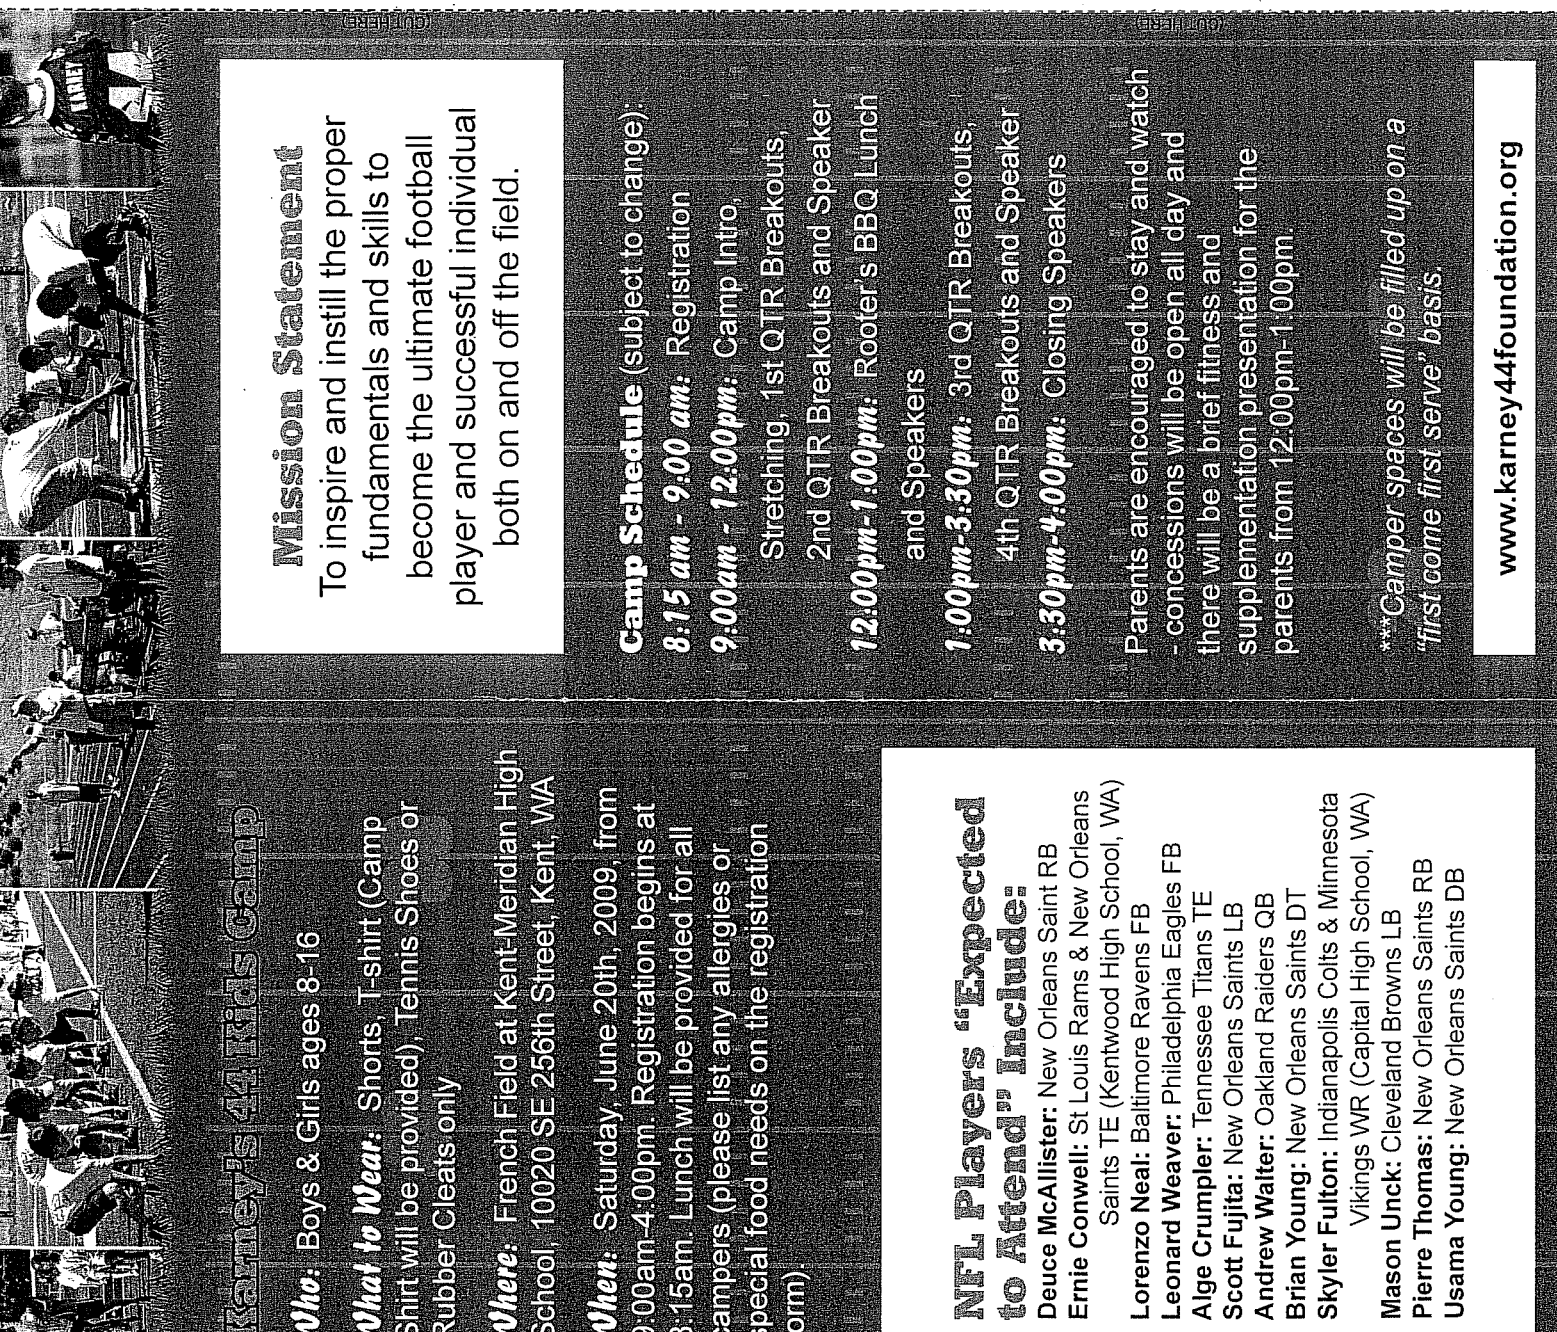 Karney's 44 Kids Camp
Who: Boys & Girls ages 8-16
What to Wear: Shorts, T-shirt (Camp
Shirt will be provided), Tennis Shoes or
Rubber Cleats only
Where: French Field at Kent-Meridian High
School, 10020 SE 256th Street, Kent, WA
When: Saturday, June 20th, 2009, from
9:00am-4:00pm. Registration begins at
8:15am. Lunch will be provided for all
campers (please list any allergies or
special food needs on the registration
form).
NFL Players "Expected
to Attend" Include:
Deuce McAllister: New Orleans Saint RB
Ernie Conwell: St Louis Rams & New Orleans
Saints TE (Kentwood High School, WA)
Lorenzo Neal: Baltimore Ravens FB
Leonard Weaver: Philadelphia Eagles FB
Alge Crumpler: Tennessee Titans TE
Scott Fujita: New Orleans Saints LB
Andrew Walter: Oakland Raiders QB
Brian Young: New Orleans Saints DT
Skyler Fulton: Indianapolis Colts & Minnesota
Vikings WR (Capital High School, WA)
Mason Unck: Cleveland Browns LB
Pierre Thomas: New Orleans Saints RB
Usama Young: New Orleans Saints DB
KARNEY
Mission Statement
To inspire and instill the proper
fundamentals and skills to
become the ultimate football
player and successful individual
both on and off the field.
Camp Schedule (subject to change):
8:15 am - 9:00 am: Registration
9:00am - 12:00pm: Camp Intro,
Stretching, 1st QTR Breakouts,
2nd QTR Breakouts and Speaker
12:00pm-1:00pm: Rooter's BBQ Lunch
and Speakers
1:00pm-3:30pm: 3rd QTR Breakouts,
4th QTR Breakouts and Speaker
3:30pm-4:00pm: Closing Speakers
Parents are encouraged to stay and watch
- concessions will be open all day and
there will be a brief fitness and
supplementation presentation for the
parents from 12:00pm-1:00pm.
***Camper spaces will be filled up on a
"first come first serve" basis.
www.karney44foundation.org
(CUT HERE)
(CUT HERE)